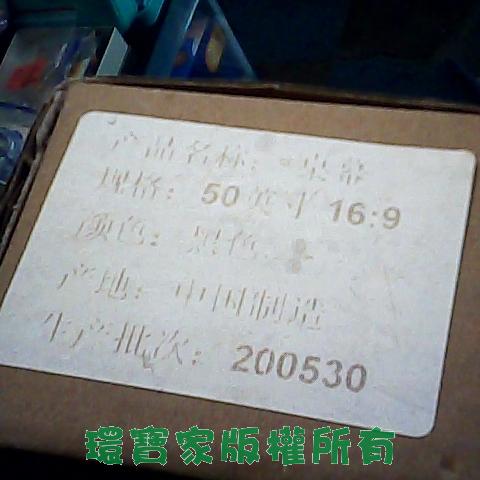 产品名称：
规格：50英寸 16:9
颜色：黑色
产地：中国制造
生产批次：200530
環寶家版權所有